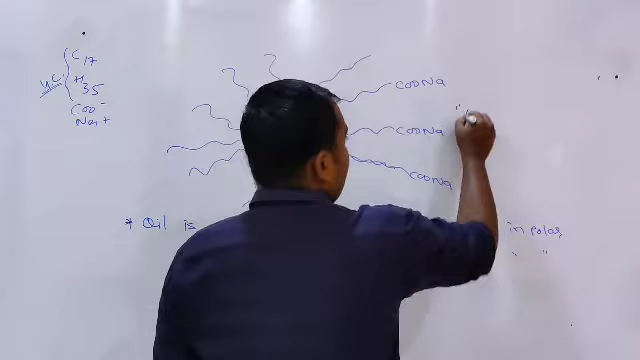 C17
H35
COO-
Na+
COONa
COONa
COONa
* Oil is in polar
" "